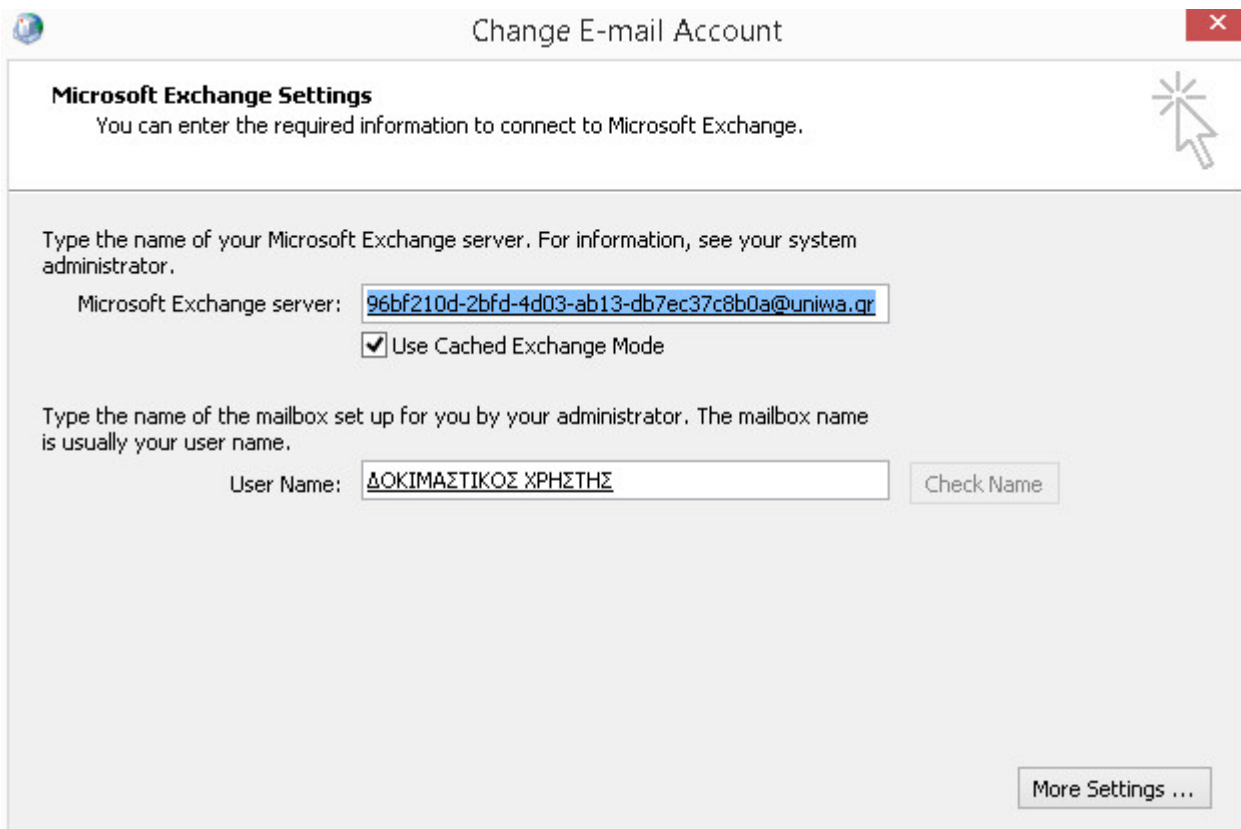 Change E-mail Account
Microsoft Exchange Settings
You can enter the required information to connect to Microsoft Exchange.
Type the name of your Microsoft Exchange server. For information, see your system
administrator.
Microsoft Exchange server: 96bf210d-2bfd-4d03-ab13-db7ec37c8b0a@uniwa.gr
Use Cached Exchange Mode
Type the name of the mailbox set up for you by your administrator. The mailbox name
is usually your user name.
User Name: ΔΟΚΙΜΑΣΤΙΚΟΣ ΧΡΗΣΤΗΣ Check Name
More Settings ...